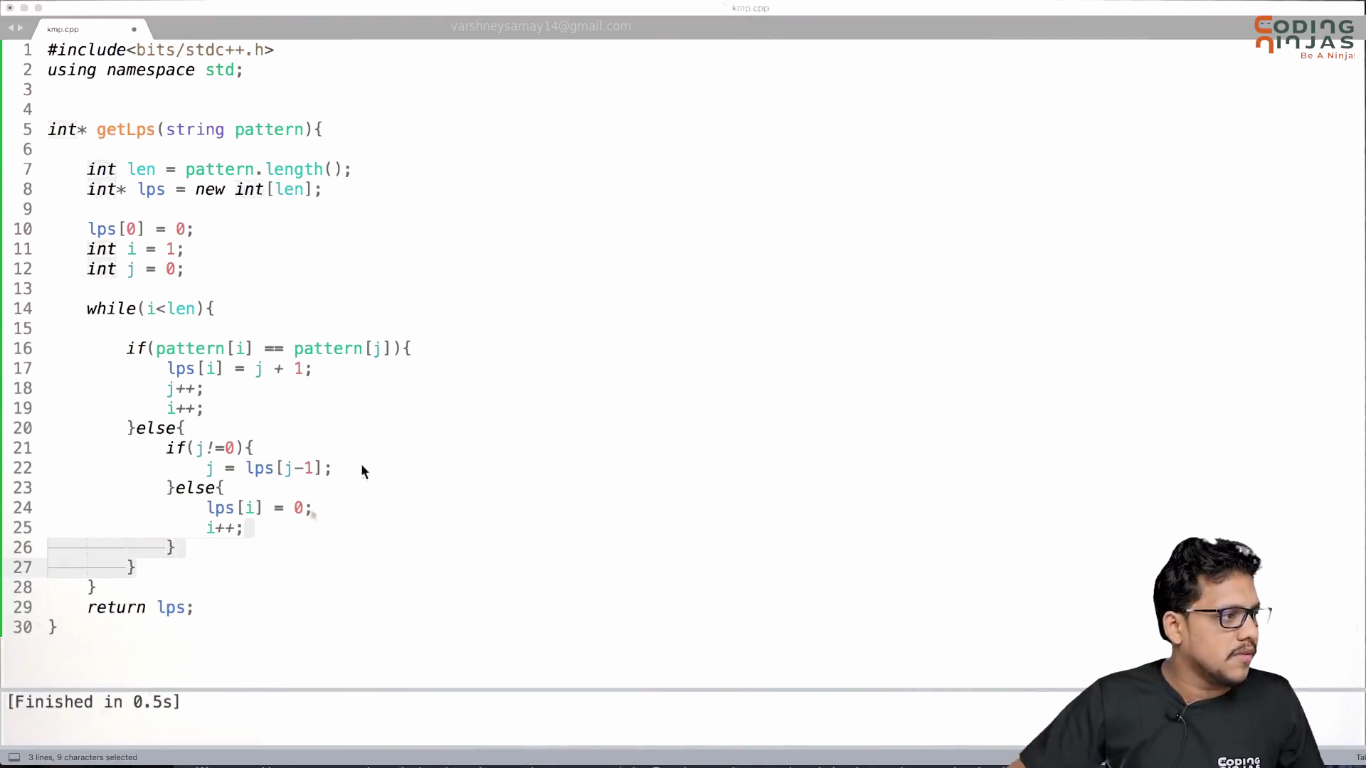 kmp.cpp
kmp.cpp
varshneysamay14@gmail.com
CODING
NINJAS
Be A Ninja!
1 #include<bits/stdc++.h>
2 using namespace std;
3
4
5 int* getLps(string pattern){
6
7 int len = pattern.length();
8 int* lps = new int[len];
9
10 lps[0] = 0;
11 int i = 1;
12 int j = 0;
13
14 while(i<len){
15
16 if(pattern[i] == pattern[j]){
17 lps[i] = j + 1;
18 j++;
19 i++;
20 }else{
21 if(j!=0){
22 j = lps[j-1];
23 }else{
24 lps[i] = 0;
25 i++;
26 }
27 }
28 }
29 return lps;
30 }
[Finished in 0.5s]
CODING
3 lines, 9 characters selected